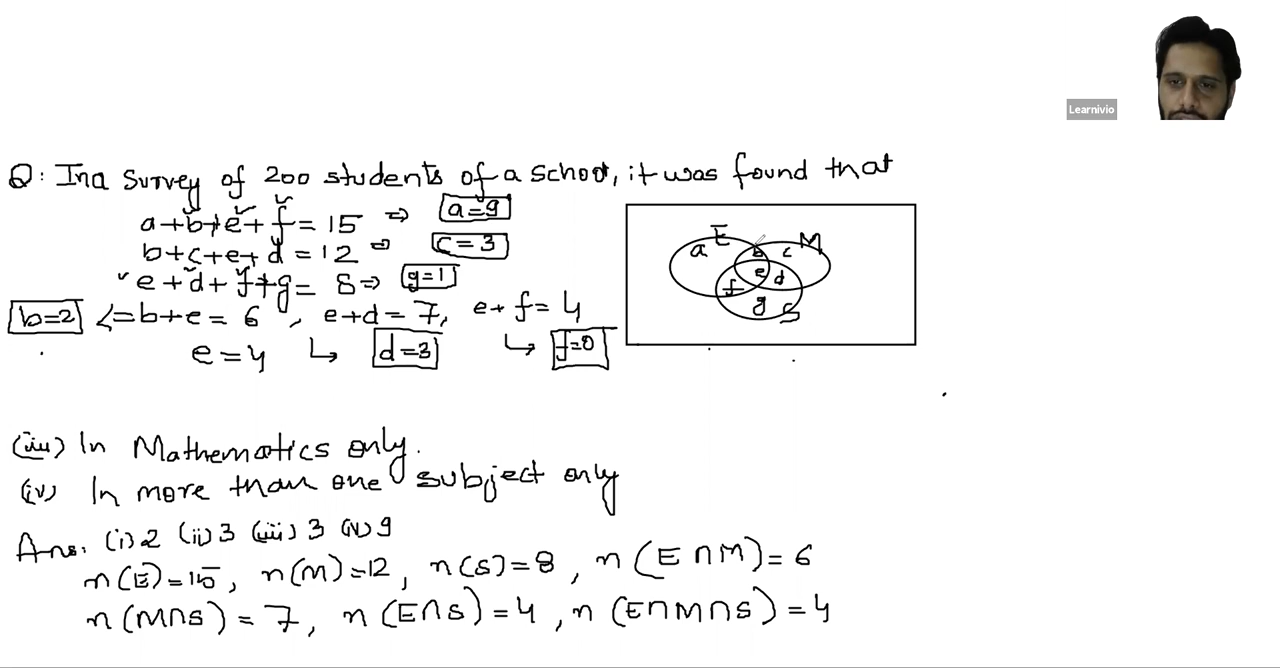 Learnivio
Q: In a survey of 200 students of a school, it was found that
a+b+e+f=15 => a=9
b+c+e+d=12 => c=3
e+d+f+g=8 => g=1
b=2 <=b+e=6, e+d=7, e+f=4
e=4 ↳ d=3 ↳ f=0
E M
a b c
e
f d
g S
(iii) In Mathematics only.
(iv) In more than one subject only
Ans: (i) 2 (ii) 3 (iii) 3 (iv) 9
n(E)=15, n(M)=12, n(S)=8, n(E∩M)=6
n(M∩S)=7, n(E∩S)=4, n(E∩M∩S)=4